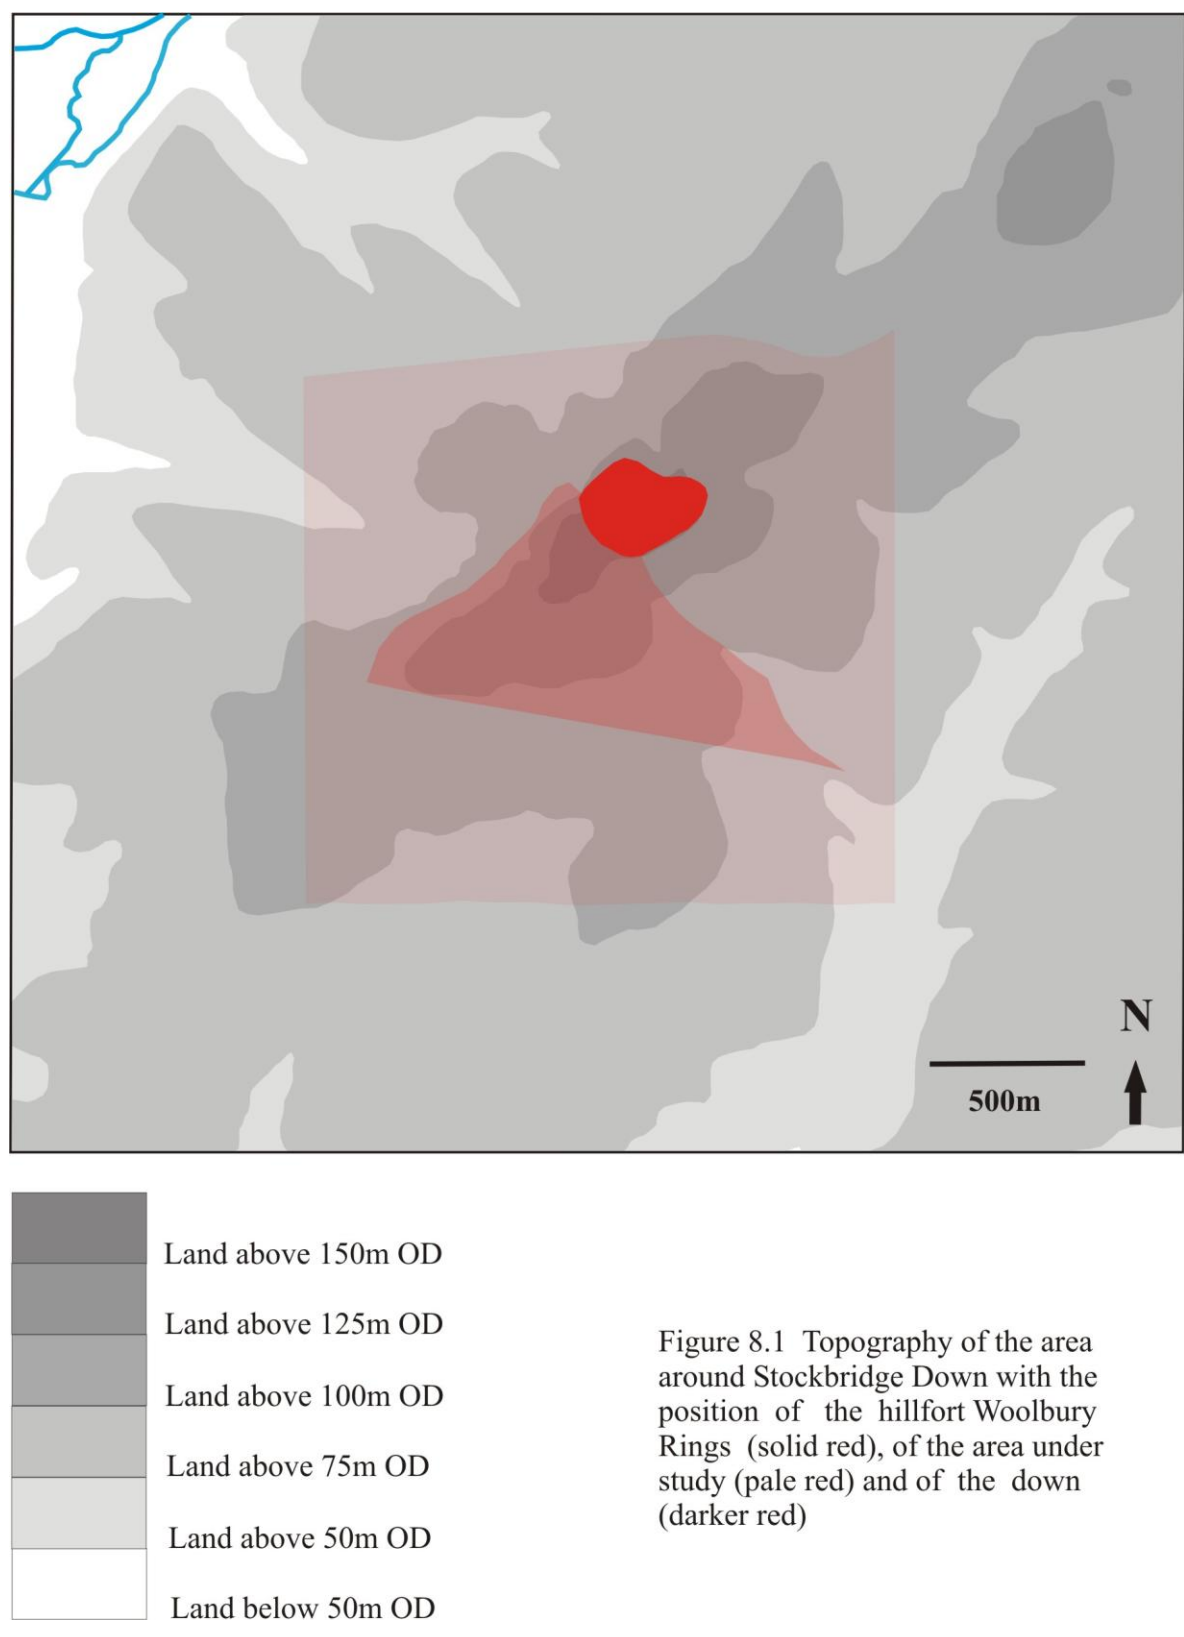 N
500m
Land above 150m OD
Land above 125m OD
Land above 100m OD
Land above 75m OD
Land above 50m OD
Land below 50m OD
Figure 8.1 Topography of the area
around Stockbridge Down with the
position of the hillfort Woolbury
Rings (solid red), of the area under
study (pale red) and of the down
(darker red)